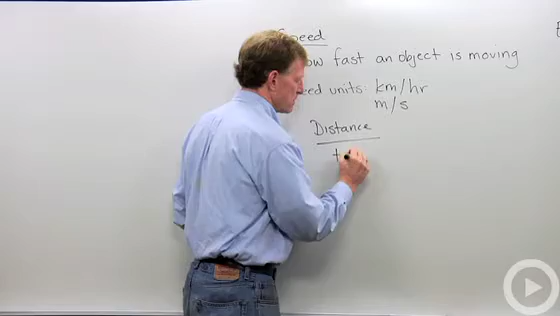 Speed
How fast an object is moving
Speed units: km/hr
m/s
Distance
t